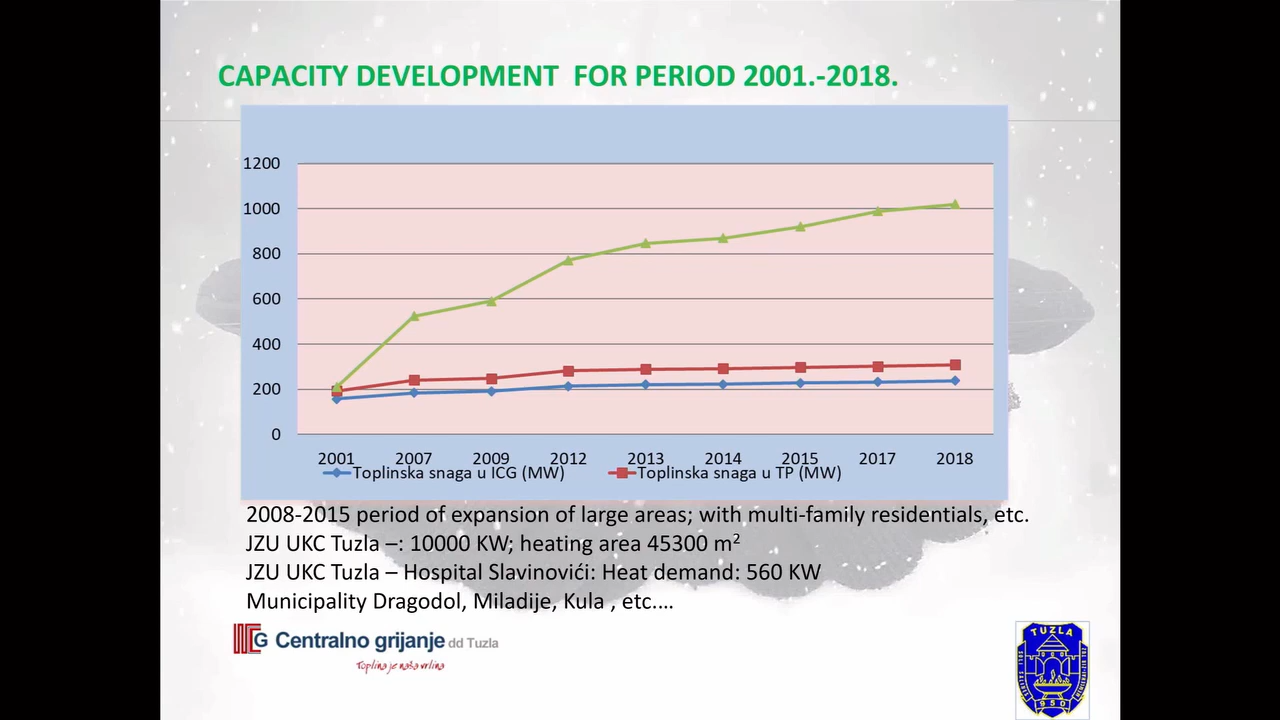 CAPACITY DEVELOPMENT FOR PERIOD 2001.-2018.
1200
1000
800
600
400
200
0
2001 2007 2009 2012 2013 2014 2015 2017 2018
Toplinska snaga u ICG (MW) Toplinska snaga u TP (MW)
2008-2015 period of expansion of large areas; with multi-family residentials, etc.
JZU UKC Tuzla –: 10000 KW; heating area 45300 m²
JZU UKC Tuzla – Hospital Slavinovići: Heat demand: 560 KW
Municipality Dragodol, Miladije, Kula , etc.…
Centralno grijanje dd Tuzla
Toplina je naša vrlina
TUZLA
950